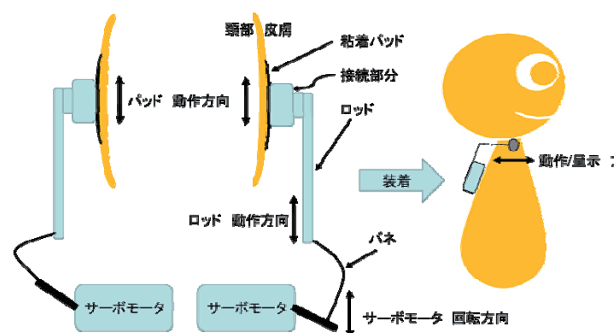 頸部 皮膚
粘着パッド
接続部分
パッド 動作方向
ロッド
装着
動作/呈示 方
ロッド 動作方向
バネ
サーボモータ
サーボモータ
サーボモータ 回転方向